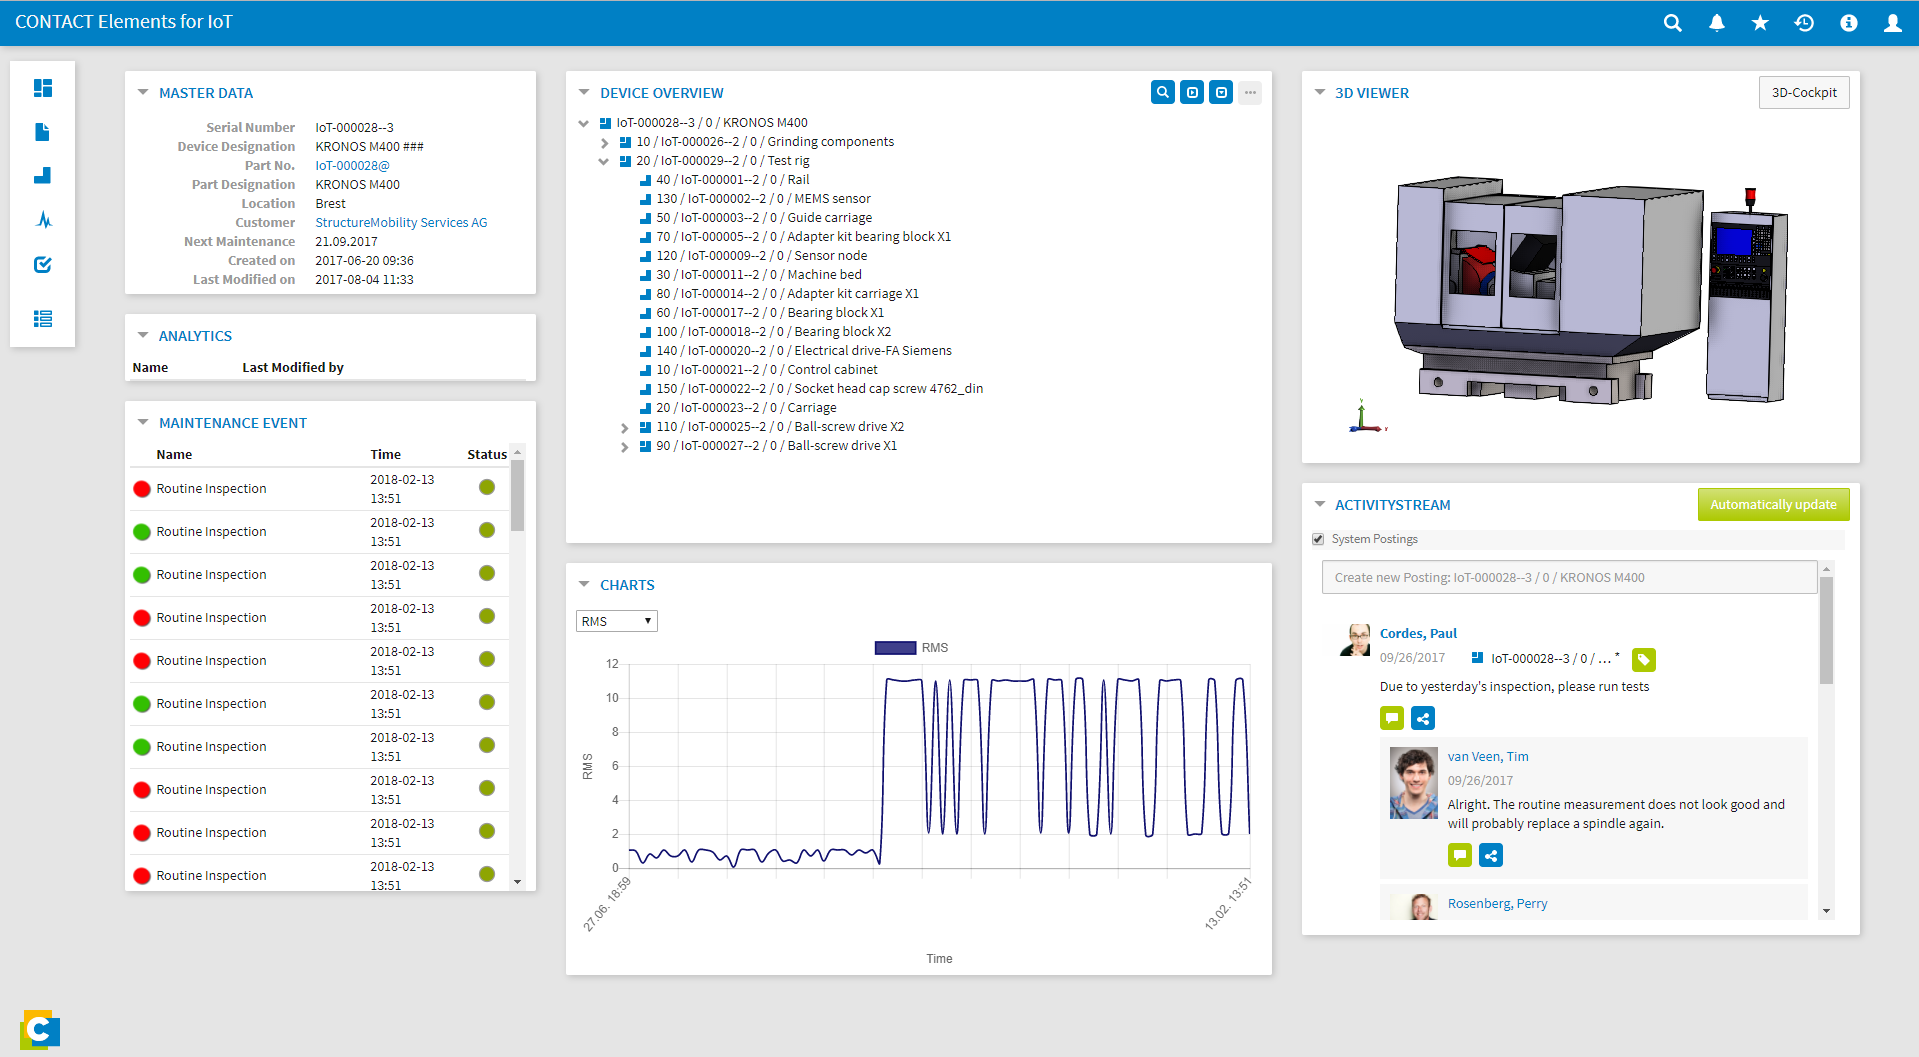 CONTACT Elements for IoT
MASTER DATA
Serial Number IoT-000028--3
Device Designation KRONOS M400 ###
Part No. IoT-000028@
Part Designation KRONOS M400
Location Brest
Customer StructureMobility Services AG
Next Maintenance 21.09.2017
Created on 2017-06-20 09:36
Last Modified on 2017-08-04 11:33
ANALYTICS
Name Last Modified by
MAINTENANCE EVENT
Name Time Status
Routine Inspection 2018-02-13
13:51
Routine Inspection 2018-02-13
13:51
Routine Inspection 2018-02-13
13:51
Routine Inspection 2018-02-13
13:51
Routine Inspection 2018-02-13
13:51
Routine Inspection 2018-02-13
13:51
Routine Inspection 2018-02-13
13:51
Routine Inspection 2018-02-13
13:51
Routine Inspection 2018-02-13
13:51
Routine Inspection 2018-02-13
13:51
DEVICE OVERVIEW
IoT-000028--3 / 0 / KRONOS M400
10 / IoT-000026--2 / 0 / Grinding components
20 / IoT-000029--2 / 0 / Test rig
40 / IoT-000001--2 / 0 / Rail
130 / IoT-000002--2 / 0 / MEMS sensor
50 / IoT-000003--2 / 0 / Guide carriage
70 / IoT-000005--2 / 0 / Adapter kit bearing block X1
120 / IoT-000009--2 / 0 / Sensor node
30 / IoT-000011--2 / 0 / Machine bed
80 / IoT-000014--2 / 0 / Adapter kit carriage X1
60 / IoT-000017--2 / 0 / Bearing block X1
100 / IoT-000018--2 / 0 / Bearing block X2
140 / IoT-000020--2 / 0 / Electrical drive-FA Siemens
10 / IoT-000021--2 / 0 / Control cabinet
150 / IoT-000022--2 / 0 / Socket head cap screw 4762_din
20 / IoT-000023--2 / 0 / Carriage
110 / IoT-000025--2 / 0 / Ball-screw drive X2
90 / IoT-000027--2 / 0 / Ball-screw drive X1
CHARTS
RMS
RMS
12
10
8
6
4
2
0
RMS
27.06. 18:59
13.02. 13:51
Time
3D VIEWER
3D-Cockpit
Y
X
ACTIVITYSTREAM
Automatically update
System Postings
Create new Posting: IoT-000028--3 / 0 / KRONOS M400
Cordes, Paul
09/26/2017 IoT-000028--3 / 0 / ... *
Due to yesterday's inspection, please run tests
van Veen, Tim
09/26/2017
Alright. The routine measurement does not look good and
will probably replace a spindle again.
Rosenberg, Perry
C